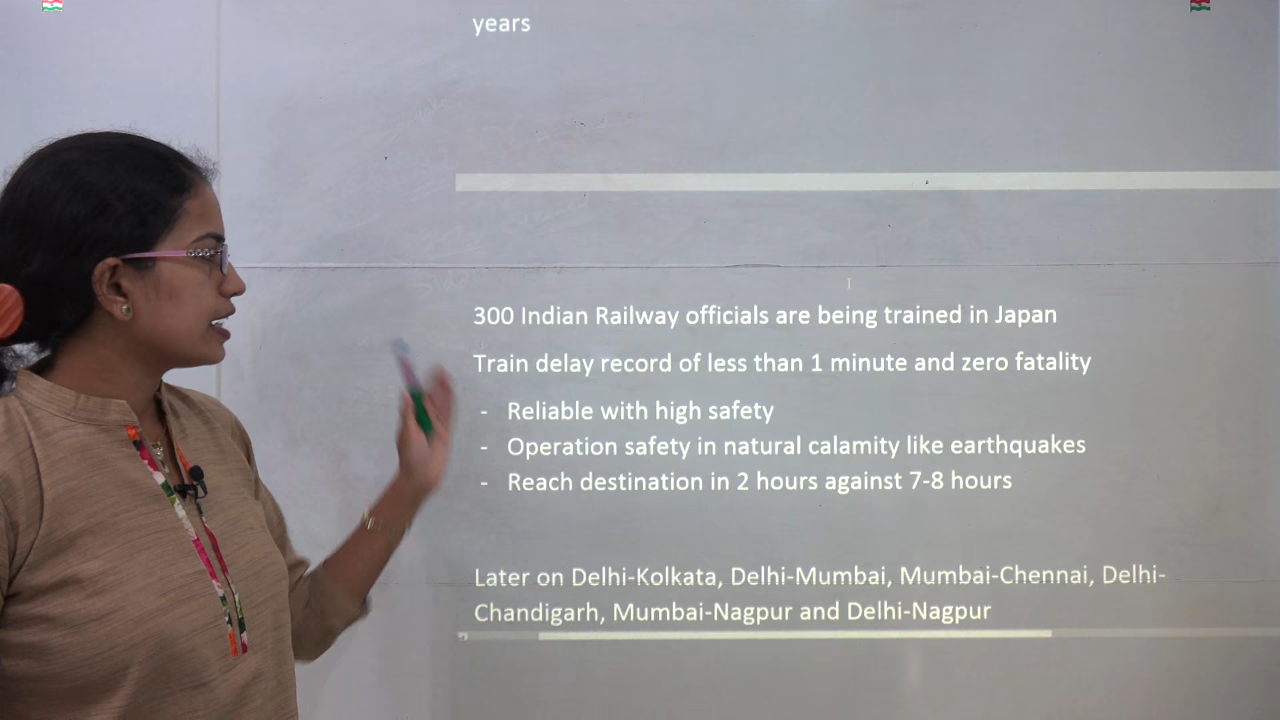 years
300 Indian Railway officials are being trained in Japan
Train delay record of less than 1 minute and zero fatality
- Reliable with high safety
- Operation safety in natural calamity like earthquakes
- Reach destination in 2 hours against 7-8 hours
Later on Delhi-Kolkata, Delhi-Mumbai, Mumbai-Chennai, Delhi-
Chandigarh, Mumbai-Nagpur and Delhi-Nagpur